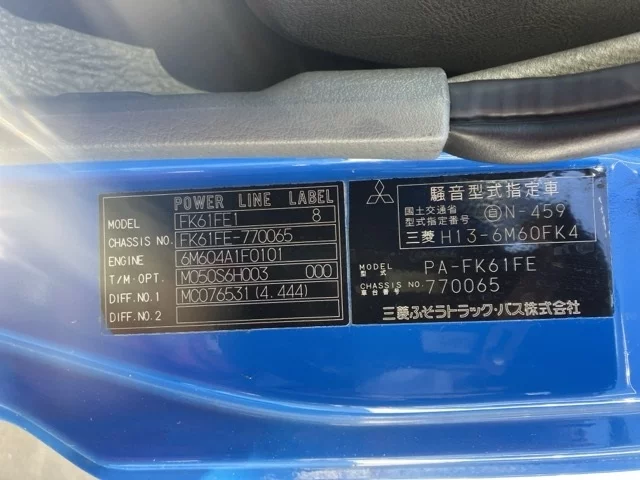 POWER LINE LABEL
MODEL FK61FE1 8
CHASSIS NO. FK61FE-770065
ENGINE 6M604A1F0101
T/M・OPT. M050S6H003 000
DIFF.NO.1 MC076531(4.444)
DIFF.NO.2
騒音型式指定車
国土交通省 自N-459
型式指定番号
三菱 H13-6M60FK4
MODEL PA-FK61FE
型式
CHASSIS NO. 770065
車台番号
三菱ふそうトラック・バス株式会社